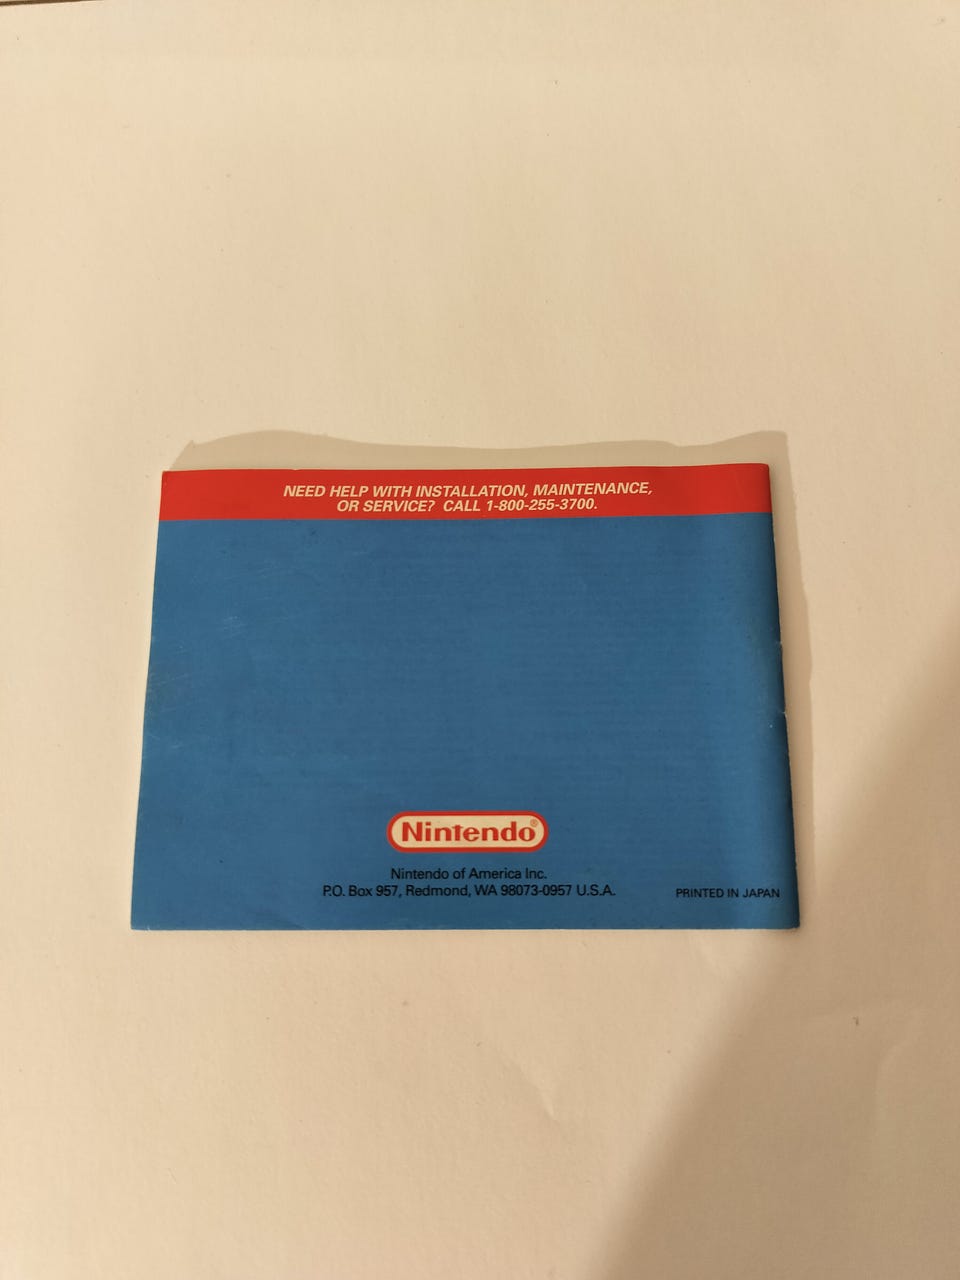 NEED HELP WITH INSTALLATION, MAINTENANCE,
OR SERVICE? CALL 1-800-255-3700.
Nintendo®
Nintendo of America Inc.
P.O. Box 957, Redmond, WA 98073-0957 U.S.A.
PRINTED IN JAPAN